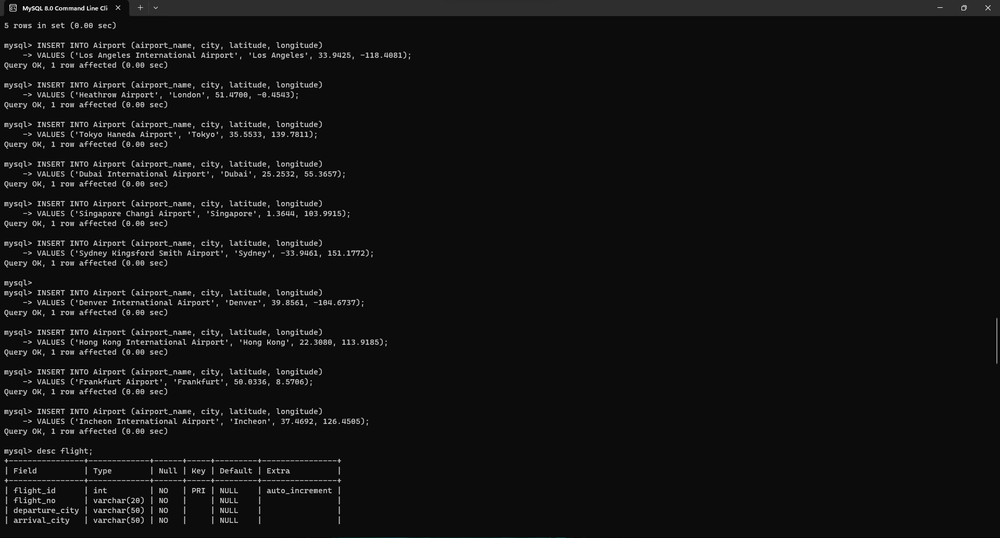 MySQL 8.0 Command Line Cli
5 rows in set (0.00 sec)
mysql> INSERT INTO Airport (airport_name, city, latitude, longitude)
    -> VALUES ('Los Angeles International Airport', 'Los Angeles', 33.9425, -118.4081);
Query OK, 1 row affected (0.00 sec)
mysql> INSERT INTO Airport (airport_name, city, latitude, longitude)
    -> VALUES ('Heathrow Airport', 'London', 51.4700, -0.4543);
Query OK, 1 row affected (0.00 sec)
mysql> INSERT INTO Airport (airport_name, city, latitude, longitude)
    -> VALUES ('Tokyo Haneda Airport', 'Tokyo', 35.5533, 139.7811);
Query OK, 1 row affected (0.00 sec)
mysql> INSERT INTO Airport (airport_name, city, latitude, longitude)
    -> VALUES ('Dubai International Airport', 'Dubai', 25.2532, 55.3657);
Query OK, 1 row affected (0.00 sec)
mysql> INSERT INTO Airport (airport_name, city, latitude, longitude)
    -> VALUES ('Singapore Changi Airport', 'Singapore', 1.3644, 103.9915);
Query OK, 1 row affected (0.00 sec)
mysql> INSERT INTO Airport (airport_name, city, latitude, longitude)
    -> VALUES ('Sydney Kingsford Smith Airport', 'Sydney', -33.9461, 151.1772);
Query OK, 1 row affected (0.00 sec)
mysql>
mysql> INSERT INTO Airport (airport_name, city, latitude, longitude)
    -> VALUES ('Denver International Airport', 'Denver', 39.8561, -104.6737);
Query OK, 1 row affected (0.00 sec)
mysql> INSERT INTO Airport (airport_name, city, latitude, longitude)
    -> VALUES ('Hong Kong International Airport', 'Hong Kong', 22.3080, 113.9185);
Query OK, 1 row affected (0.00 sec)
mysql> INSERT INTO Airport (airport_name, city, latitude, longitude)
    -> VALUES ('Frankfurt Airport', 'Frankfurt', 50.0336, 8.5706);
Query OK, 1 row affected (0.00 sec)
mysql> INSERT INTO Airport (airport_name, city, latitude, longitude)
    -> VALUES ('Incheon International Airport', 'Incheon', 37.4692, 126.4505);
Query OK, 1 row affected (0.00 sec)
mysql> desc flight;
+----------------+-------------+------+-----+---------+----------------+
| Field          | Type        | Null | Key | Default | Extra          |
+----------------+-------------+------+-----+---------+----------------+
| flight_id      | int         | NO   | PRI | NULL    | auto_increment |
| flight_no      | varchar(20) | NO   |     | NULL    |                |
| departure_city | varchar(50) | NO   |     | NULL    |                |
| arrival_city   | varchar(50) | NO   |     | NULL    |                |